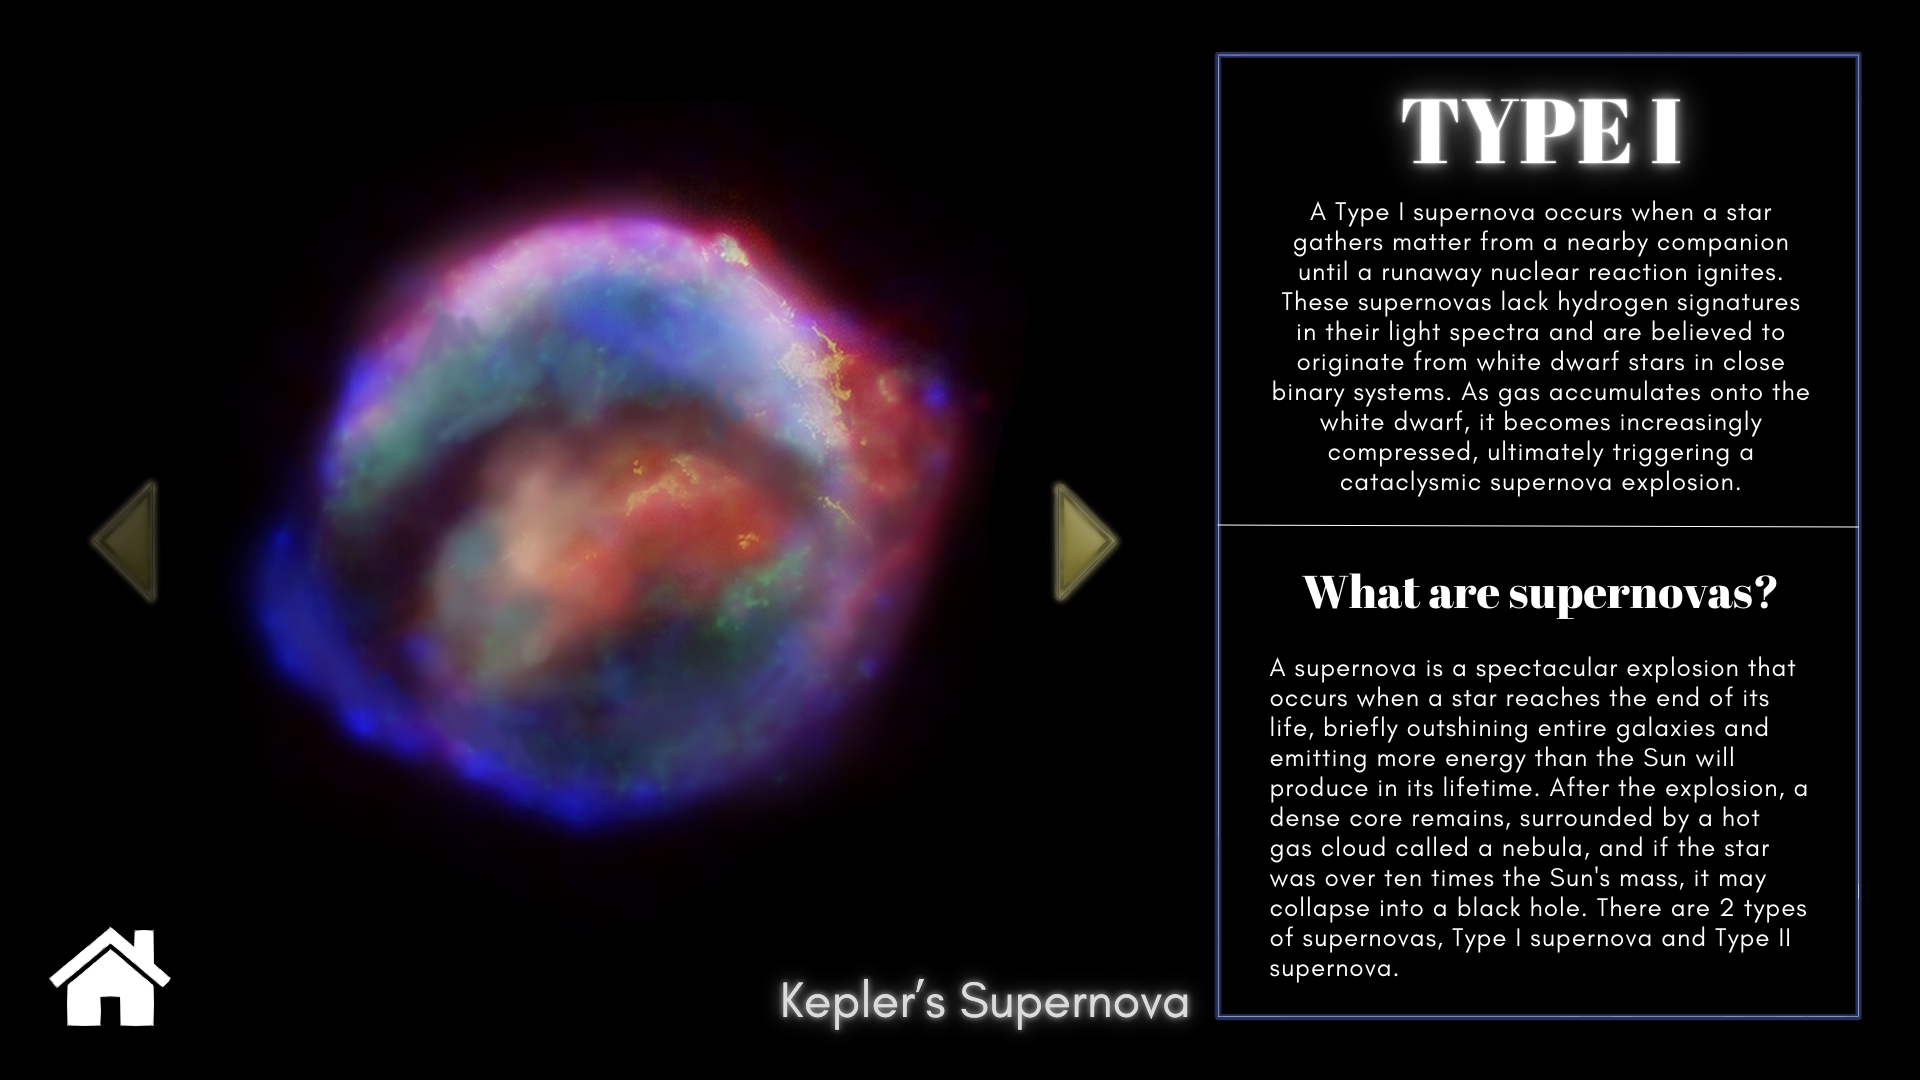 TYPE I
A Type I supernova occurs when a star
gathers matter from a nearby companion
until a runaway nuclear reaction ignites.
These supernovas lack hydrogen signatures
in their light spectra and are believed to
originate from white dwarf stars in close
binary systems. As gas accumulates onto the
white dwarf, it becomes increasingly
compressed, ultimately triggering a
cataclysmic supernova explosion.
What are supernovas?
A supernova is a spectacular explosion that
occurs when a star reaches the end of its
life, briefly outshining entire galaxies and
emitting more energy than the Sun will
produce in its lifetime. After the explosion, a
dense core remains, surrounded by a hot
gas cloud called a nebula, and if the star
was over ten times the Sun's mass, it may
collapse into a black hole. There are 2 types
of supernovas, Type I supernova and Type II
supernova.
Kepler’s Supernova